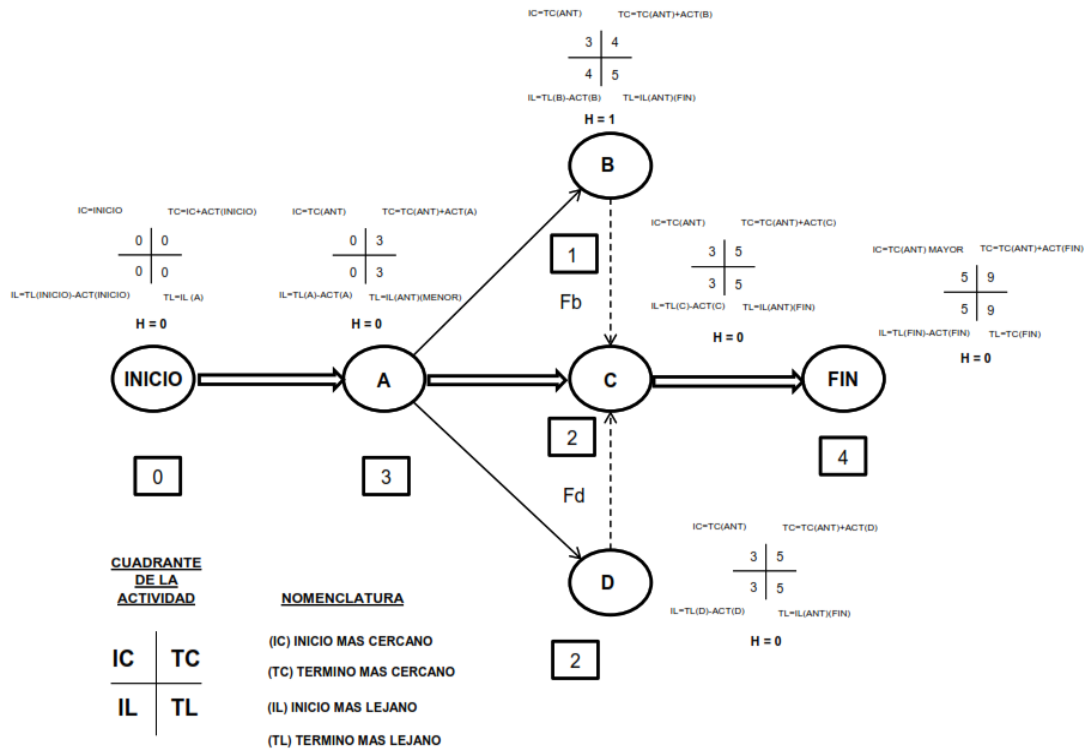 IC=TC(ANT) TC=TC(ANT)+ACT(B)
3 4
4 5
IL=TL(B)-ACT(B) TL=IL(ANT)(FIN)
H = 1
B
IC=INICIO TC=IC+ACT(INICIO)
0 0
0 0
IL=TL(INICIO)-ACT(INICIO) TL=IL (A)
H = 0
IC=TC(ANT) TC=TC(ANT)+ACT(A)
0 3
0 3
IL=TL(A)-ACT(A) TL=IL(ANT)(MENOR)
H = 0
1
Fb
IC=TC(ANT) TC=TC(ANT)+ACT(C)
3 5
3 5
IL=TL(C)-ACT(C) TL=IL(ANT)(FIN)
H = 0
IC=TC(ANT) MAYOR TC=TC(ANT)+ACT(FIN)
5 9
5 9
IL=TL(FIN)-ACT(FIN) TL=TC(FIN)
H = 0
INICIO A C FIN
0 3 2 4
Fd
IC=TC(ANT) TC=TC(ANT)+ACT(D)
3 5
3 5
IL=TL(D)-ACT(D) TL=IL(ANT)(FIN)
H = 0
D
2
CUADRANTE
DE LA
ACTIVIDAD
IC TC
IL TL
NOMENCLATURA
(IC) INICIO MAS CERCANO
(TC) TERMINO MAS CERCANO
(IL) INICIO MAS LEJANO
(TL) TERMINO MAS LEJANO